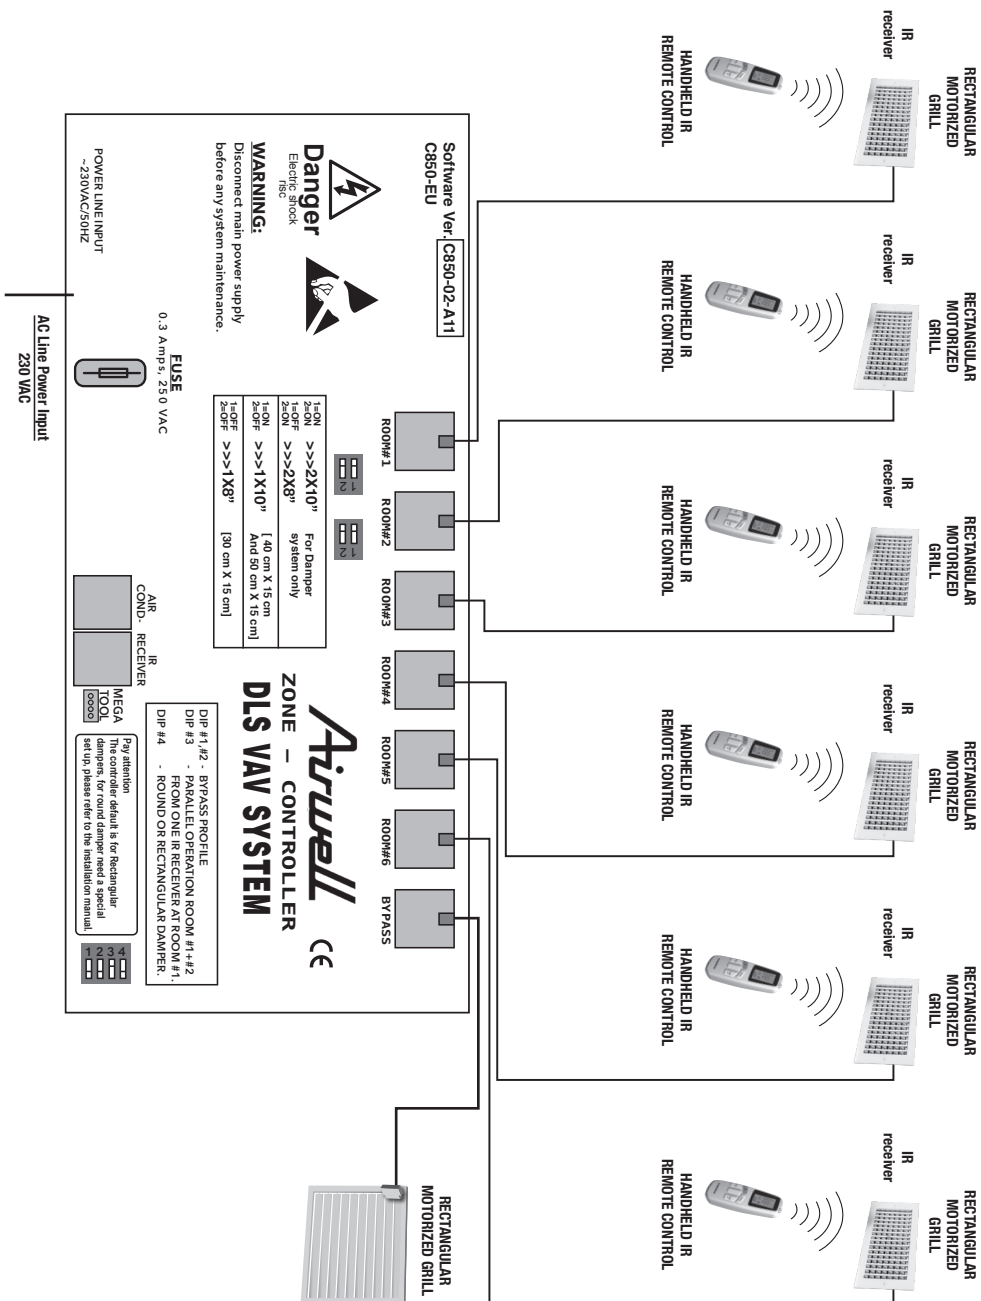 RECTANGULAR
MOTORIZED
GRILL
IR
receiver
HANDHELD IR
REMOTE CONTROL
RECTANGULAR
MOTORIZED
GRILL
IR
receiver
HANDHELD IR
REMOTE CONTROL
RECTANGULAR
MOTORIZED
GRILL
IR
receiver
HANDHELD IR
REMOTE CONTROL
RECTANGULAR
MOTORIZED
GRILL
IR
receiver
HANDHELD IR
REMOTE CONTROL
RECTANGULAR
MOTORIZED
GRILL
IR
receiver
HANDHELD IR
REMOTE CONTROL
RECTANGULAR
MOTORIZED
GRILL
IR
receiver
HANDHELD IR
REMOTE CONTROL
Software Ver. C850-02-A11
C850-EU
Danger
Electric shock
risc
WARNING:
Disconnect main power supply
before any system maintenance.
POWER LINE INPUT
~230VAC/50HZ
FUSE
0.3 Amps, 250 VAC
AC Line Power Input
230 VAC
ROOM#1
ROOM#2
ROOM#3
ROOM#4
ROOM#5
ROOM#6
BYPASS
1 2
1 2
1=ON
2=ON >>>2X10"
1=OFF
2=ON >>>2X8"
For Damper
system only
1=ON
2=OFF >>>1X10"
[ 40 cm X 15 cm
And 50 cm X 15 cm]
1=OFF
2=OFF >>>1X8"
[30 cm X 15 cm]
Airwell
CE
ZONE - CONTROLLER
DLS VAV SYSTEM
AIR
COND-
IR
RECEIVER
MEGA
TOOL
DIP #1,#2 - BYPASS PROFILE
DIP #3 - PARALLEL OPERATION ROOM #1+#2
FROM ONE IR RECEIVER AT ROOM #1.
DIP #4 - ROUND OR RECTANGULAR DAMPER.
Pay attention
The controller default is for Rectangular
dampers, for round damper need a special
set up, please refer to the installation manual.
1 2 3 4
RECTANGULAR
MOTORIZED GRILL